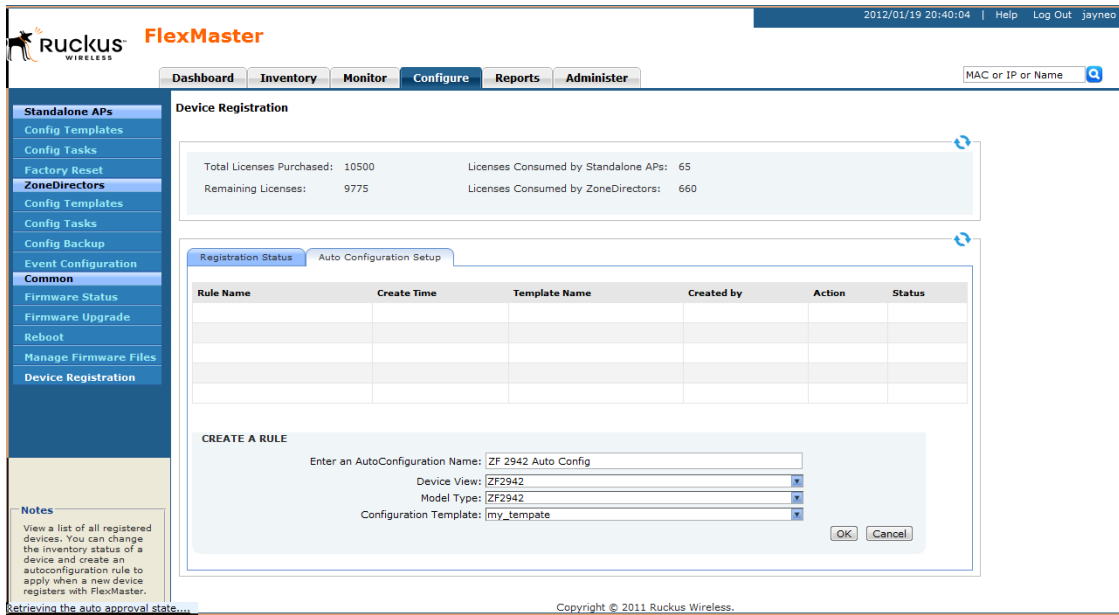 2012/01/19 20:40:04 | Help Log Out jayneo
Ruckus WIRELESS
FlexMaster
Dashboard Inventory Monitor Configure Reports Administer
MAC or IP or Name
Standalone APs
Config Templates
Config Tasks
Factory Reset
ZoneDirectors
Config Templates
Config Tasks
Config Backup
Event Configuration
Common
Firmware Status
Firmware Upgrade
Reboot
Manage Firmware Files
Device Registration
Notes
View a list of all registered
devices. You can change
the inventory status of a
device and create an
autoconfiguration rule to
apply when a new device
registers with FlexMaster.
Retrieving the auto approval state....
Device Registration
Total Licenses Purchased: 10500 Licenses Consumed by Standalone APs: 65
Remaining Licenses: 9775 Licenses Consumed by ZoneDirectors: 660
Registration Status Auto Configuration Setup
Rule Name Create Time Template Name Created by Action Status
CREATE A RULE
Enter an AutoConfiguration Name: ZF 2942 Auto Config
Device View: ZF2942
Model Type: ZF2942
Configuration Template: my_tempate
OK Cancel
Copyright © 2011 Ruckus Wireless.